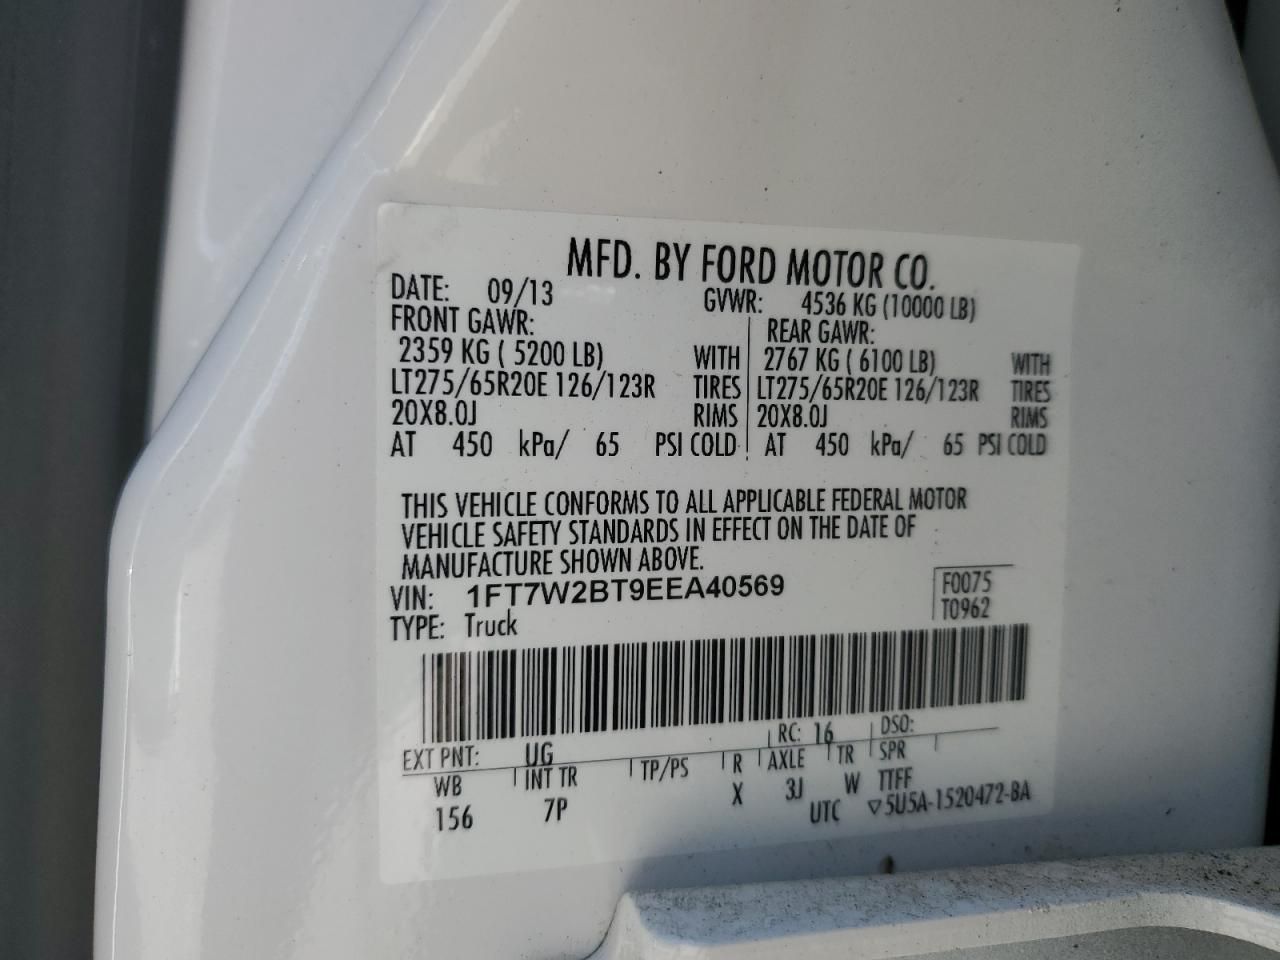 MFD. BY FORD MOTOR CO.
DATE: 09/13 GVWR: 4536 KG (10000 LB)
FRONT GAWR: REAR GAWR:
2359 KG ( 5200 LB) WITH 2767 KG ( 6100 LB) WITH
LT275/65R20E 126/123R TIRES LT275/65R20E 126/123R TIRES
20X8.0J RIMS 20X8.0J RIMS
AT 450 kPa/ 65 PSI COLD AT 450 kPa/ 65 PSI COLD
THIS VEHICLE CONFORMS TO ALL APPLICABLE FEDERAL MOTOR
VEHICLE SAFETY STANDARDS IN EFFECT ON THE DATE OF
MANUFACTURE SHOWN ABOVE.
VIN: 1FT7W2BT9EEA40569 F0075
TYPE: Truck T0962
EXT PNT: UG RC: 16 DSO:
WB INT TR TP/PS R AXLE TR SPR
156 7P X 3J W TTFF
UTC ▽5U5A-1520472-BA